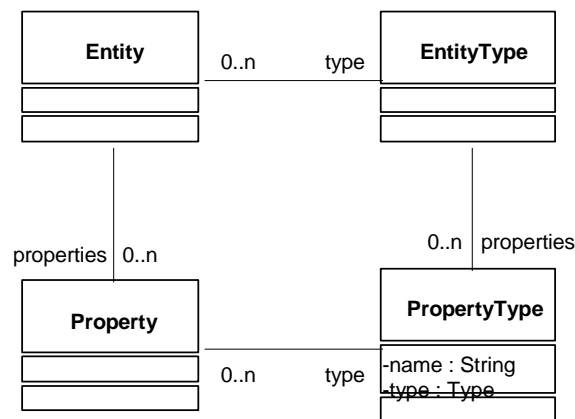 Entity
0..n type
EntityType
properties 0..n
0..n properties
Property
0..n type
PropertyType
-name : String
-type : Type